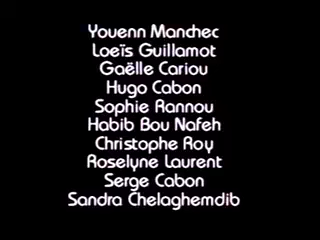 Youenn Manchec
Loeïs Guillamot
Gaëlle Cariou
Hugo Cabon
Sophie Rannou
Habib Bou Nafeh
Christophe Roy
Roselyne Laurent
Serge Cabon
Sandra Chelaghemdib